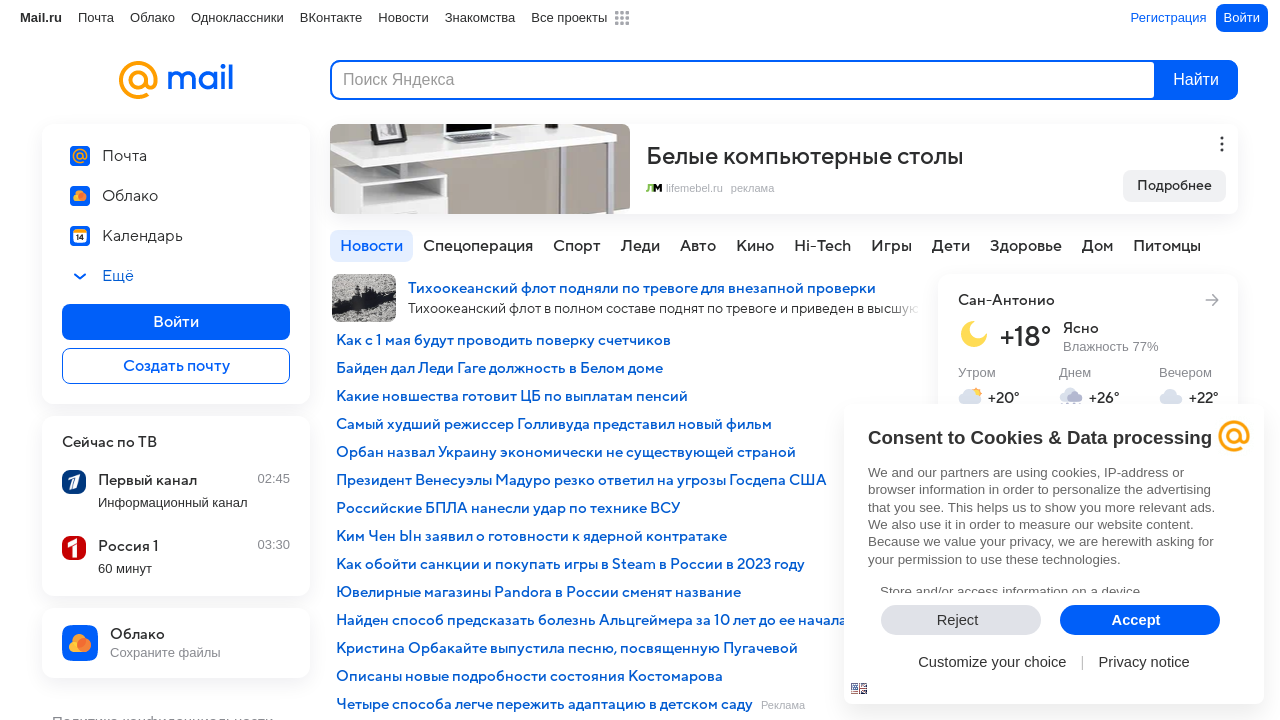 Mail.ru Почта Облако Одноклассники ВКонтакте Новости Знакомства Все проекты Регистрация Войти
mail
Поиск Яндекса Найти
Почта
Облако
Календарь
Ещё
Войти
Создать почту
Сейчас по ТВ
Первый канал 02:45
Информационный канал
Россия 1 03:30
60 минут
Облако
Сохраните файлы
Политика конфиденциальности
Белые компьютерные столы
ЛМ lifemebel.ru реклама
Подробнее
Новости Спецоперация Спорт Леди Авто Кино Hi-Tech Игры Дети Здоровье Дом Питомцы
Тихоокеанский флот подняли по тревоге для внезапной проверки
Тихоокеанский флот в полном составе поднят по тревоге и приведен в высшую
Как с 1 мая будут проводить поверку счетчиков
Байден дал Леди Гаге должность в Белом доме
Какие новшества готовит ЦБ по выплатам пенсий
Самый худший режиссер Голливуда представил новый фильм
Орбан назвал Украину экономически не существующей страной
Президент Венесуэлы Мадуро резко ответил на угрозы Госдепа США
Российские БПЛА нанесли удар по технике ВСУ
Ким Чен Ын заявил о готовности к ядерной контратаке
Как обойти санкции и покупать игры в Steam в России в 2023 году
Ювелирные магазины Pandora в России сменят название
Найден способ предсказать болезнь Альцгеймера за 10 лет до ее начала
Кристина Орбакайте выпустила песню, посвященную Пугачевой
Описаны новые подробности состояния Костомарова
Четыре способа легче пережить адаптацию в детском саду Реклама
Сан-Антонио
+18° Ясно
Влажность 77%
Утром Днем Вечером
+20° +26° +22°
Consent to Cookies & Data processing
We and our partners are using cookies, IP-address or
browser information in order to personalize the advertising
that you see. This helps us to show you more relevant ads.
We also use it in order to measure our website content.
Because we value your privacy, we are herewith asking for
your permission to use these technologies.
Store and/or access information on a device
Reject Accept
Customize your choice | Privacy notice